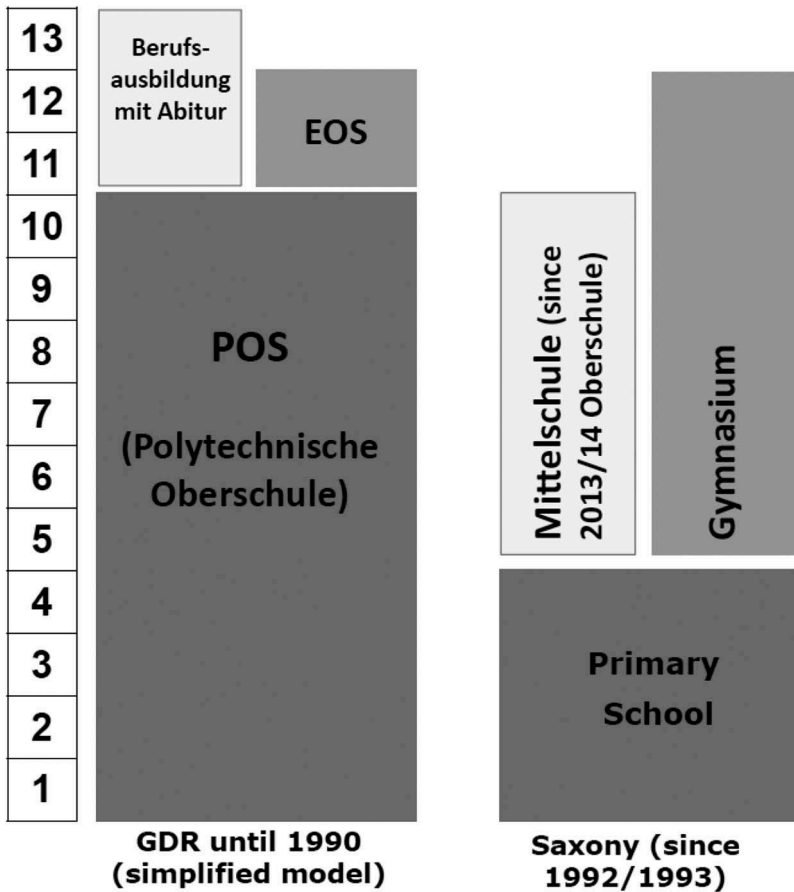 13
12
11
10
9
8
7
6
5
4
3
2
1
Berufs-
ausbildung
mit Abitur
EOS
POS
(Polytechnische
Oberschule)
GDR until 1990
(simplified model)
Mittelschule (since
2013/14 Oberschule)
Gymnasium
Primary
School
Saxony (since
1992/1993)